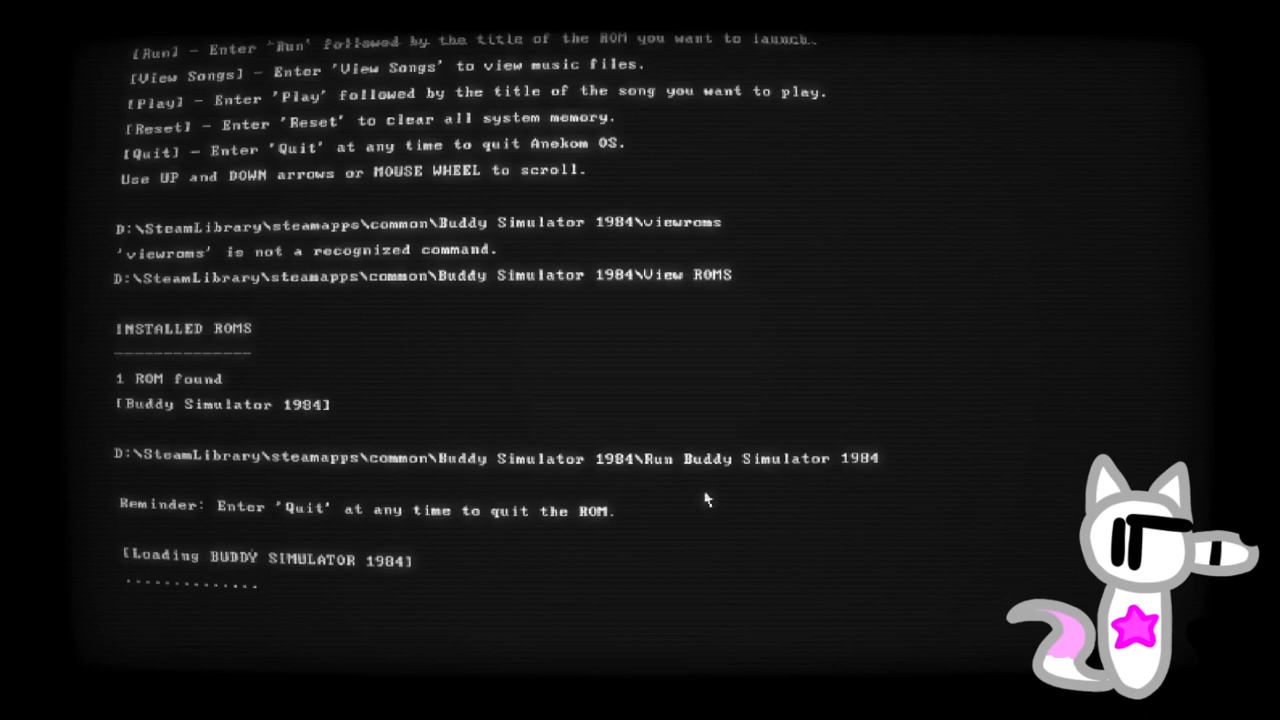 [Run] - Enter 'Run' followed by the title of the ROM you want to launch.
[View Songs] - Enter 'View Songs' to view music files.
[Play] - Enter 'Play' followed by the title of the song you want to play.
[Reset] - Enter 'Reset' to clear all system memory.
[Quit] - Enter 'Quit' at any time to quit Anekom OS.
Use UP and DOWN arrows or MOUSE WHEEL to scroll.
D:\SteamLibrary\steamapps\common\Buddy Simulator 1984\viewroms
'viewroms' is not a recognized command.
D:\SteamLibrary\steamapps\common\Buddy Simulator 1984\View ROMS
INSTALLED ROMS
--------------
1 ROM found
[Buddy Simulator 1984]
D:\SteamLibrary\steamapps\common\Buddy Simulator 1984\Run Buddy Simulator 1984
Reminder: Enter 'Quit' at any time to quit the ROM.
[Loading BUDDY SIMULATOR 1984]
..............